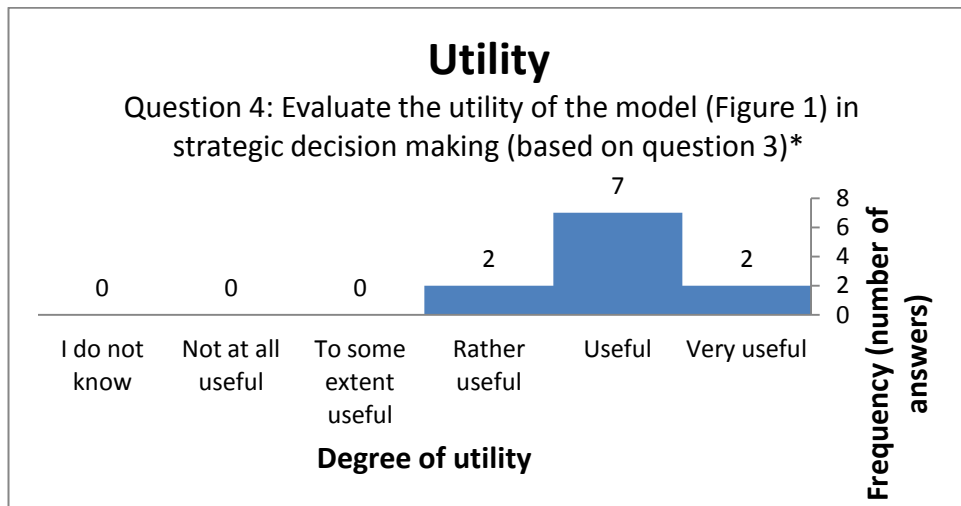 Utility
Question 4: Evaluate the utility of the model (Figure 1) in
strategic decision making (based on question 3)*
0
0
0
2
7
2
8
6
4
2
0
Frequency (number of
answers)
I do not
know
Not at all
useful
To some
extent
useful
Rather
useful
Useful
Very useful
Degree of utility